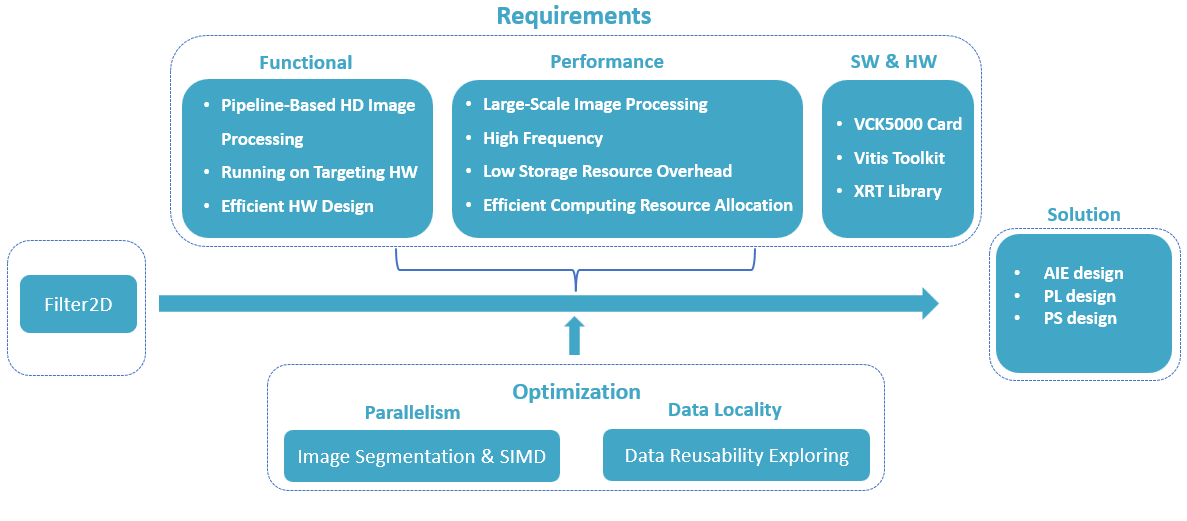 Requirements
Functional
• Pipeline-Based HD Image
Processing
• Running on Targeting HW
• Efficient HW Design
Performance
• Large-Scale Image Processing
• High Frequency
• Low Storage Resource Overhead
• Efficient Computing Resource Allocation
SW & HW
• VCK5000 Card
• Vitis Toolkit
• XRT Library
Filter2D
Solution
• AIE design
• PL design
• PS design
Optimization
Parallelism
Image Segmentation & SIMD
Data Locality
Data Reusability Exploring